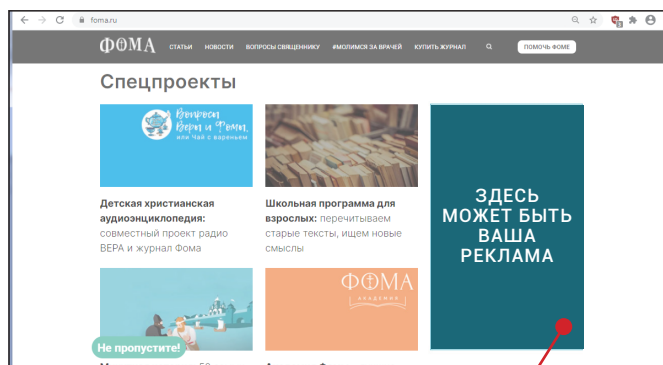 foma.ru
ФОМА СТАТЬИ НОВОСТИ ВОПРОСЫ СВЯЩЕННИКУ #МОЛИМСЯ ЗА ВРАЧЕЙ КУПИТЬ ЖУРНАЛ ПОМОЧЬ ФОМЕ
Спецпроекты
Вопросы
Веры и Фомы,
или Чай с вареньем
Детская христианская
аудиоэнциклопедия:
совместный проект радио
ВЕРА и журнал Фома
Школьная программа для
взрослых: перечитываем
старые тексты, ищем новые
смыслы
ЗДЕСЬ
МОЖЕТ БЫТЬ
ВАША
РЕКЛАМА
ФОМА
АКАДЕМИЯ
Не пропустите!